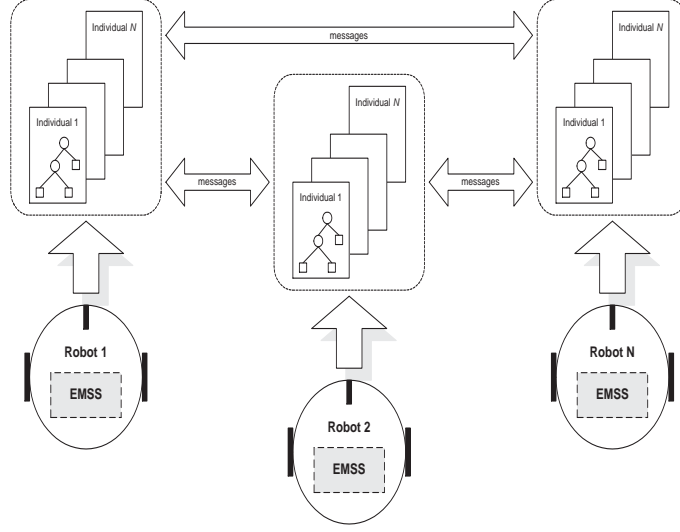 Individual N
Individual N
messages
Individual 1
Individual 1
Individual N
messages
messages
Individual 1
Robot 1
EMSS
Robot N
EMSS
Robot 2
EMSS